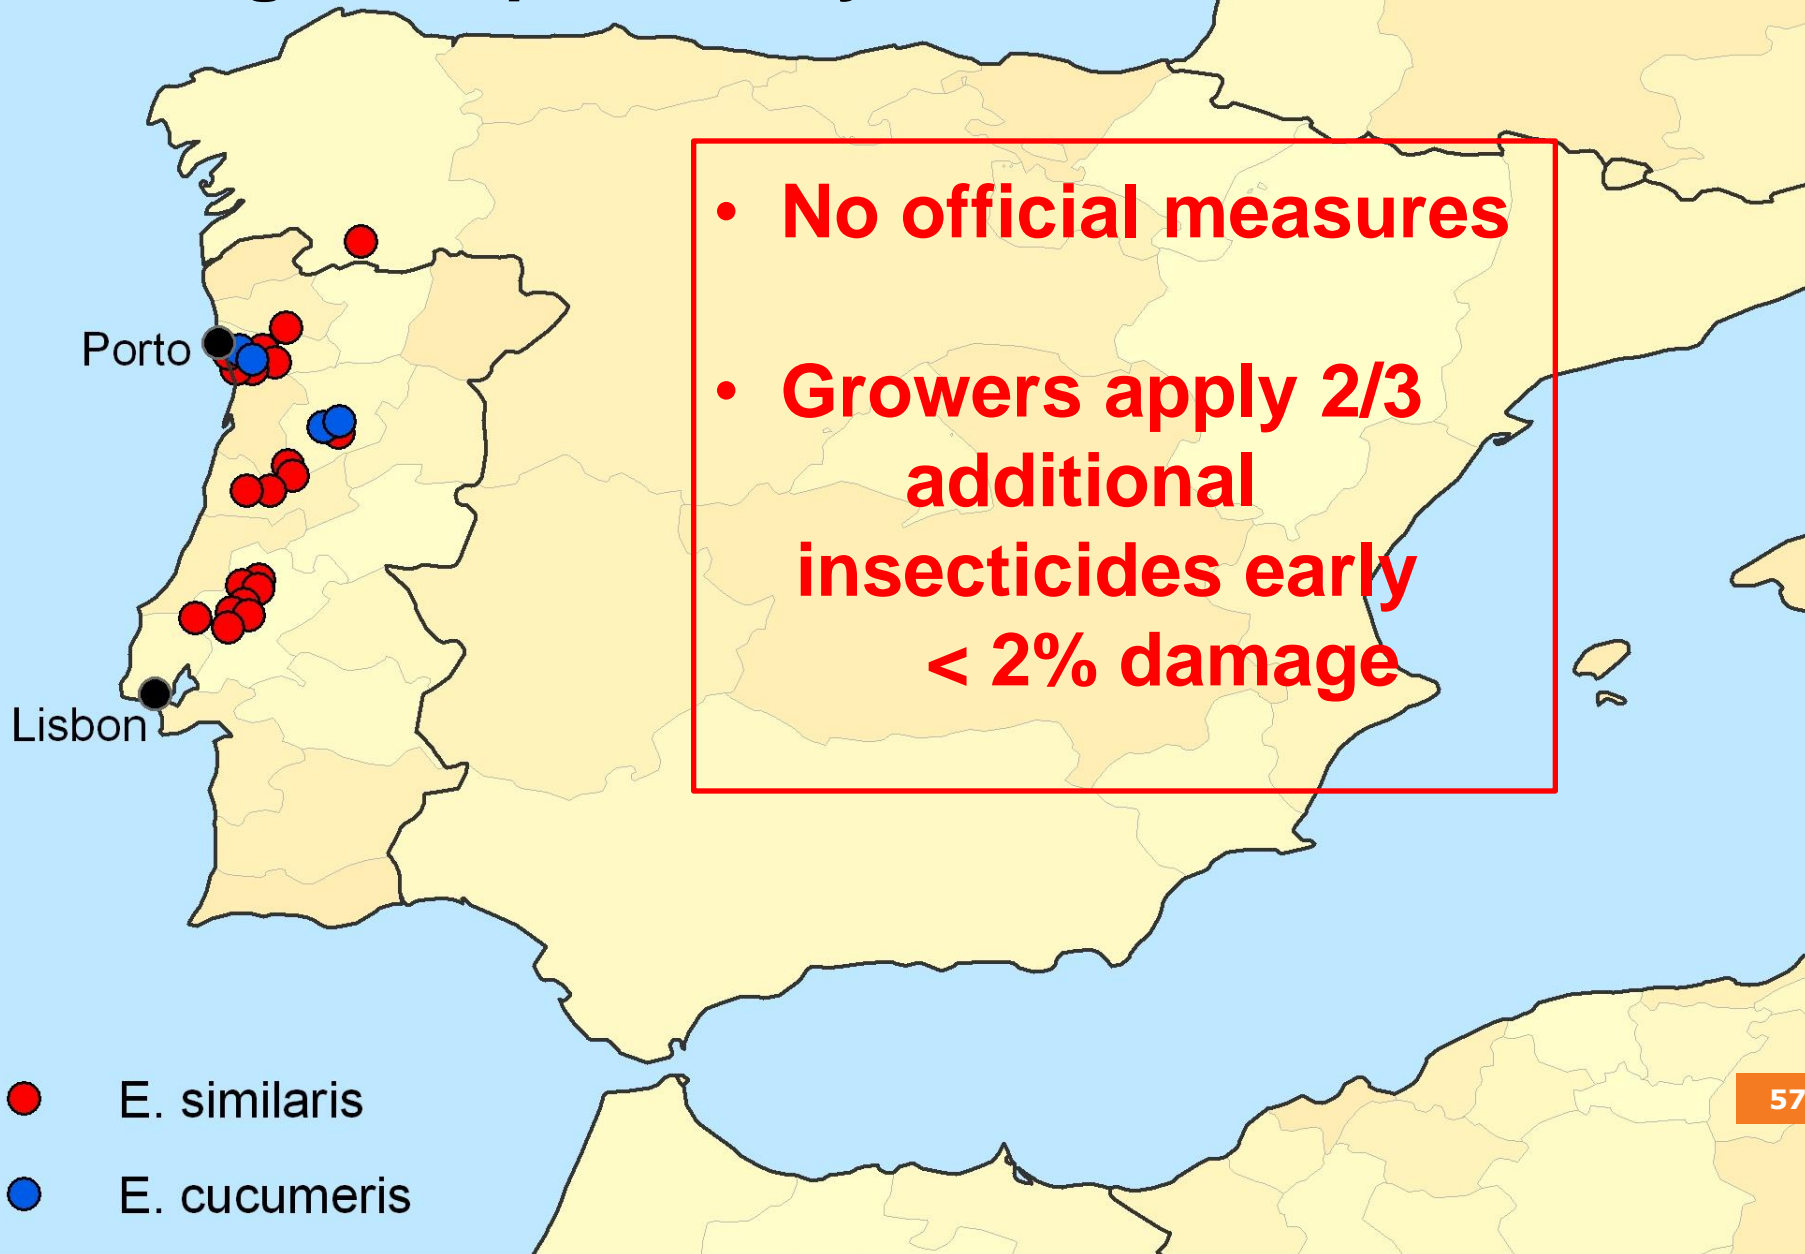 • No official measures
Porto
• Growers apply 2/3
additional
insecticides early
< 2% damage
Lisbon
E. similaris
57
E. cucumeris